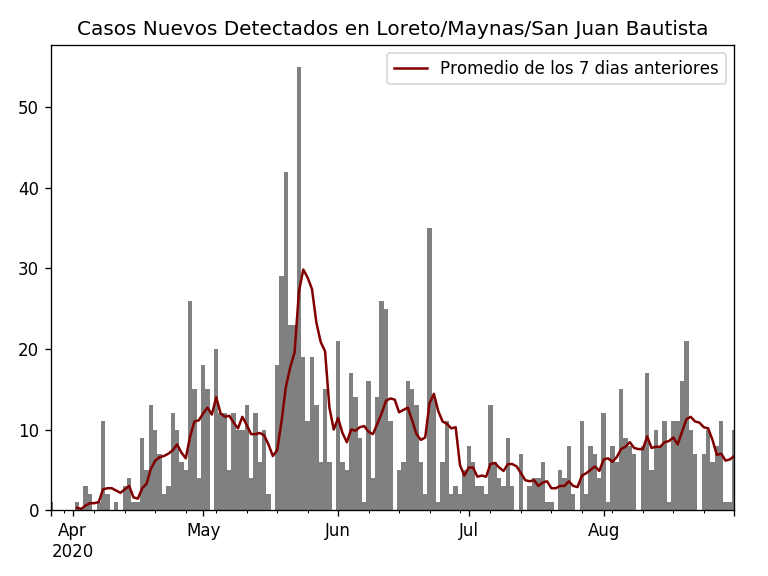 Casos Nuevos Detectados en Loreto/Maynas/San Juan Bautista
Promedio de los 7 dias anteriores
50
40
30
20
10
0
Apr May Jun Jul Aug
2020